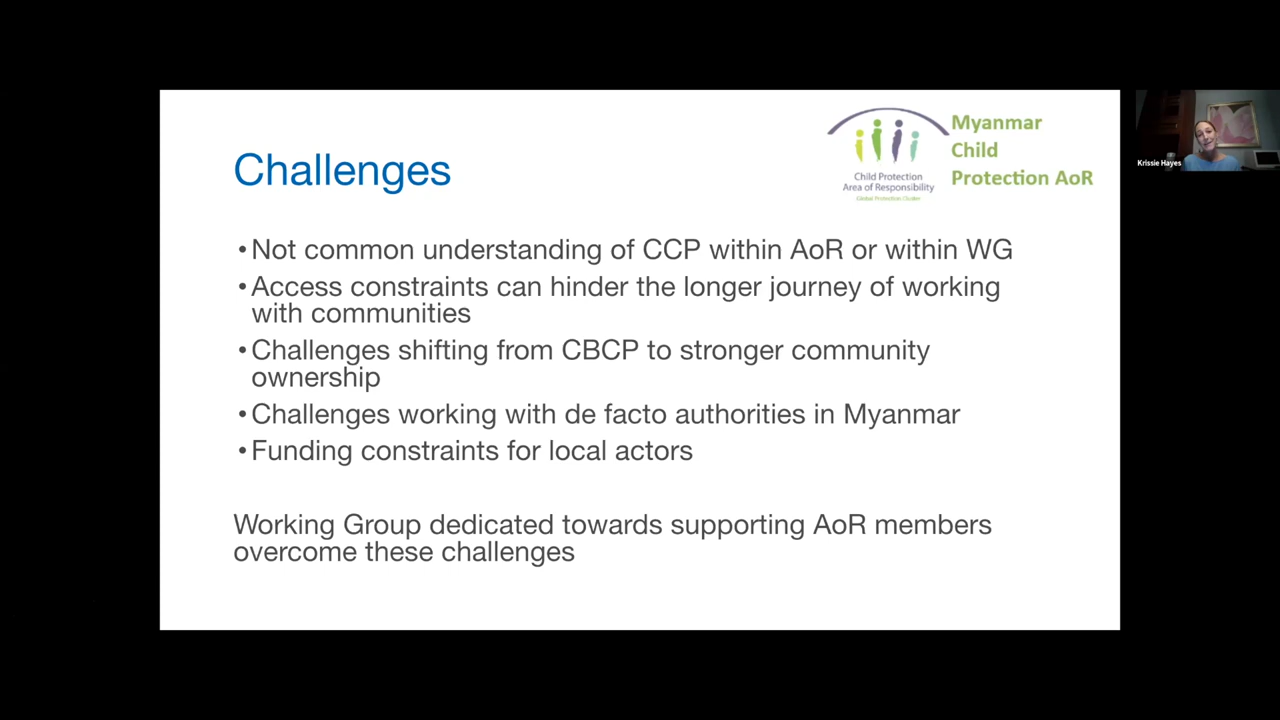 Challenges
Child Protection
Area of Responsibility
Global Protection Cluster
Myanmar
Child
Protection AoR
•Not common understanding of CCP within AoR or within WG
•Access constraints can hinder the longer journey of working
with communities
•Challenges shifting from CBCP to stronger community
ownership
•Challenges working with de facto authorities in Myanmar
•Funding constraints for local actors
Working Group dedicated towards supporting AoR members
overcome these challenges
Krissie Hayes